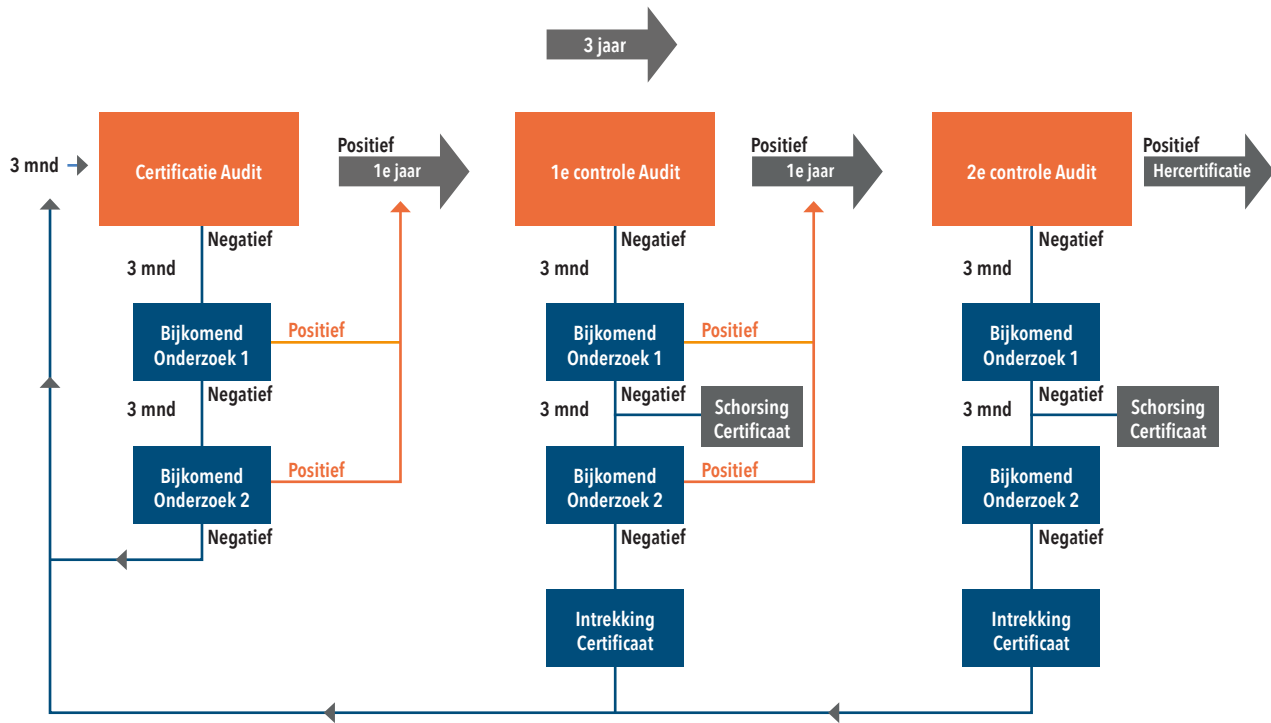 3 jaar
3 mnd
Certificatie Audit
Positief
1e jaar
1e controle Audit
Positief
1e jaar
2e controle Audit
Positief
Hercertificatie
Negatief
3 mnd
Negatief
3 mnd
Negatief
3 mnd
Bijkomend
Onderzoek 1
Positief
Bijkomend
Onderzoek 1
Positief
Bijkomend
Onderzoek 1
Negatief
3 mnd
Negatief
3 mnd
Schorsing
Certificaat
Negatief
3 mnd
Schorsing
Certificaat
Bijkomend
Onderzoek 2
Positief
Bijkomend
Onderzoek 2
Positief
Bijkomend
Onderzoek 2
Negatief
Negatief
Negatief
Intrekking
Certificaat
Intrekking
Certificaat